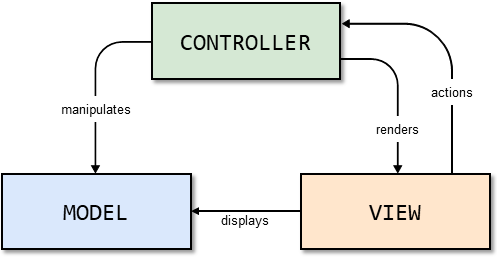 CONTROLLER
manipulates
actions
renders
MODEL
displays
VIEW